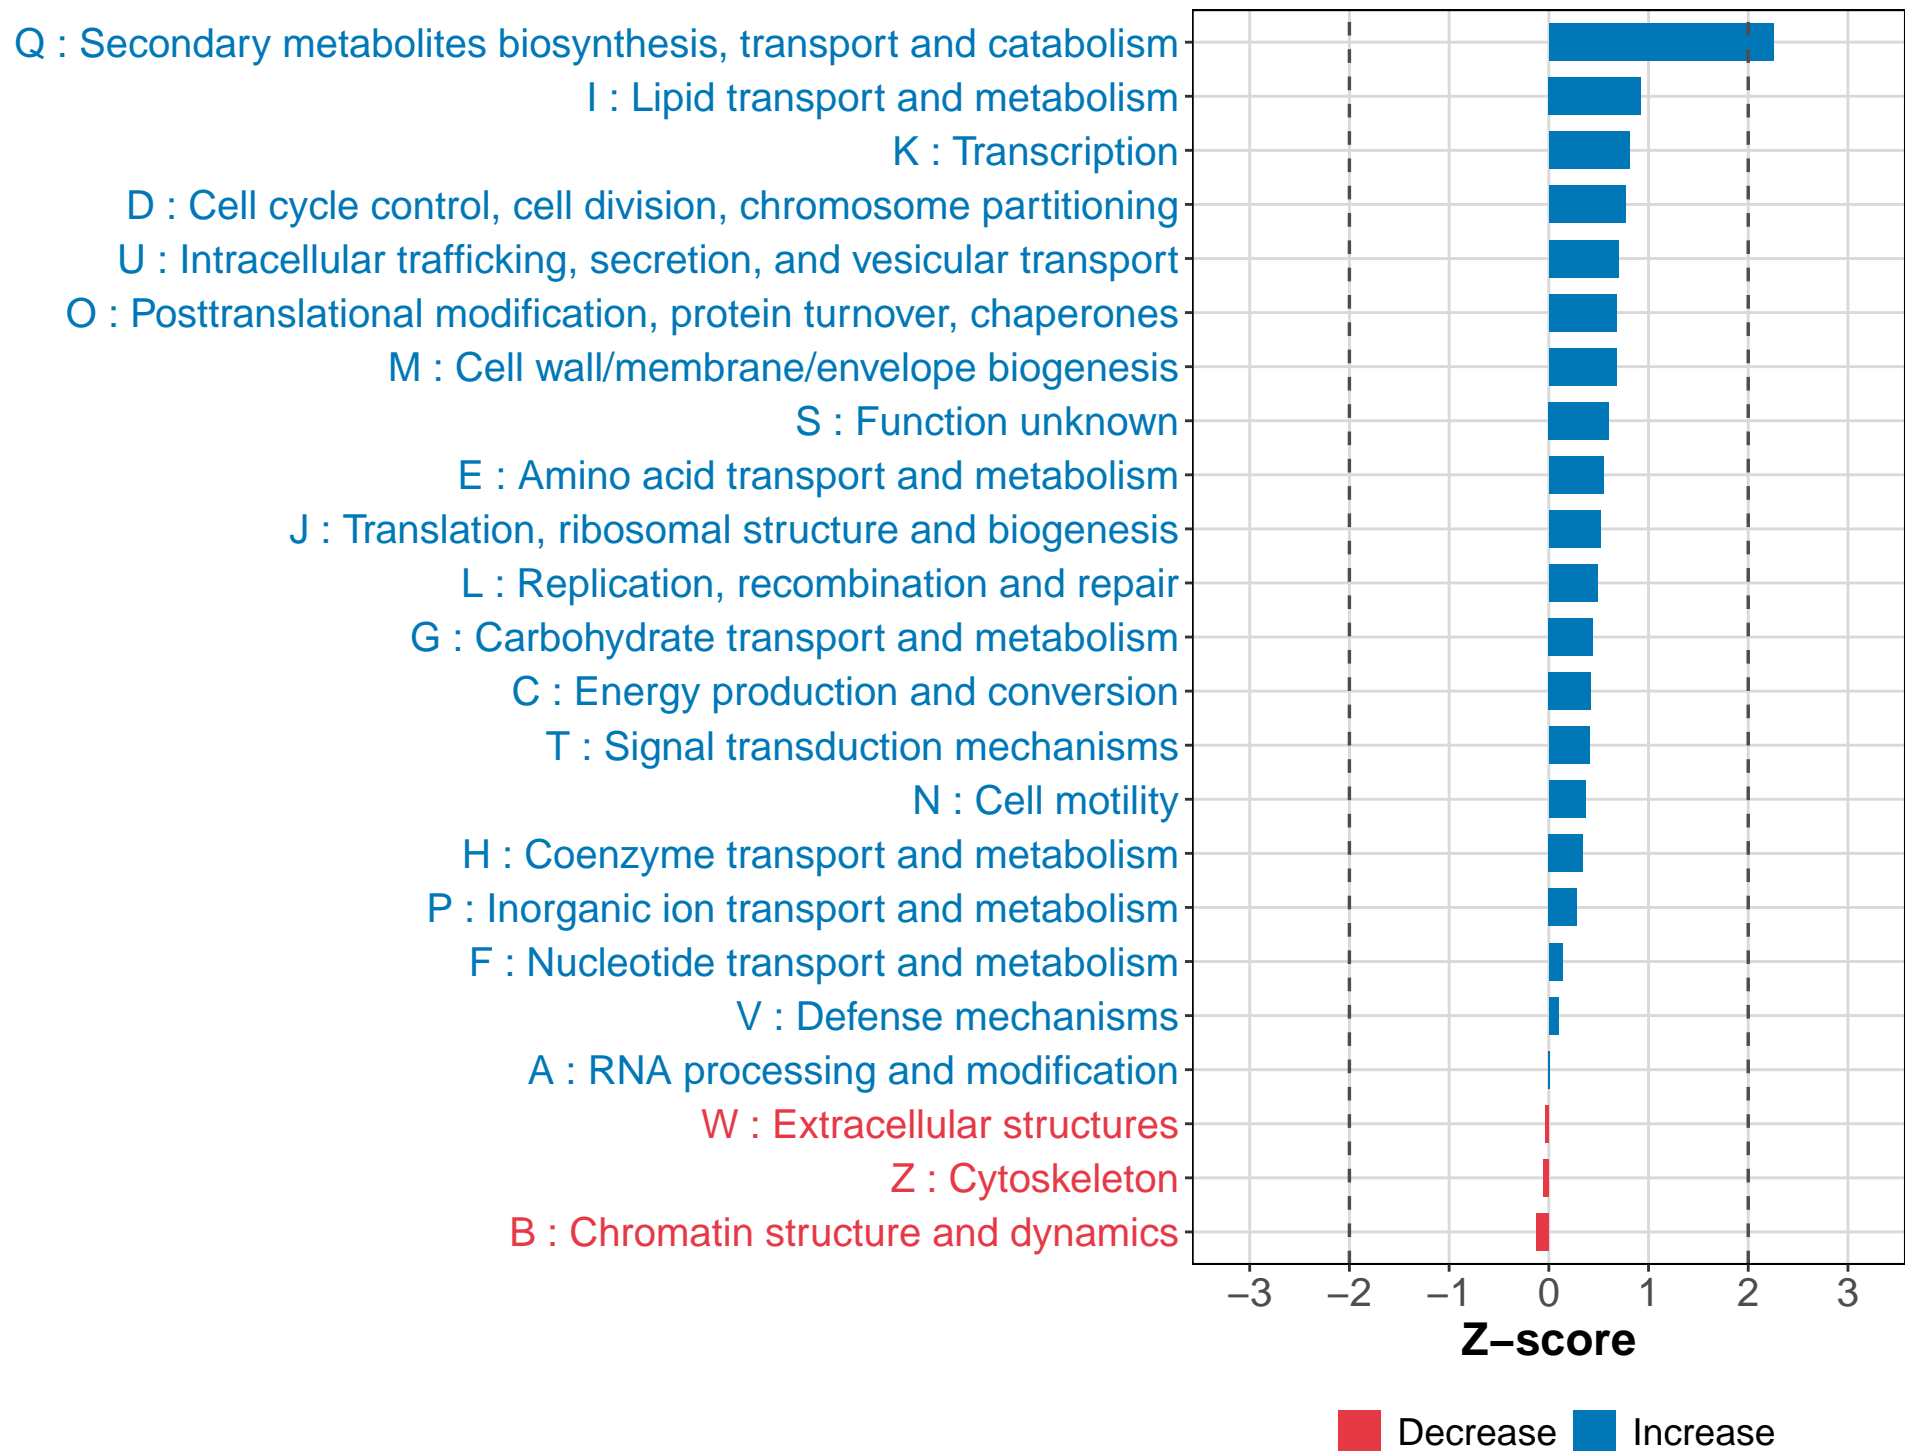 Q : Secondary metabolites biosynthesis, transport and catabolism
I : Lipid transport and metabolism
K : Transcription
D : Cell cycle control, cell division, chromosome partitioning
U : Intracellular trafficking, secretion, and vesicular transport
O : Posttranslational modification, protein turnover, chaperones
M : Cell wall/membrane/envelope biogenesis
S : Function unknown
E : Amino acid transport and metabolism
J : Translation, ribosomal structure and biogenesis
L : Replication, recombination and repair
G : Carbohydrate transport and metabolism
C : Energy production and conversion
T : Signal transduction mechanisms
N : Cell motility
H : Coenzyme transport and metabolism
P : Inorganic ion transport and metabolism
F : Nucleotide transport and metabolism
V : Defense mechanisms
A : RNA processing and modification
W : Extracellular structures
Z : Cytoskeleton
B : Chromatin structure and dynamics
−3 −2 −1 0 1 2 3
Z−score
Decrease Increase